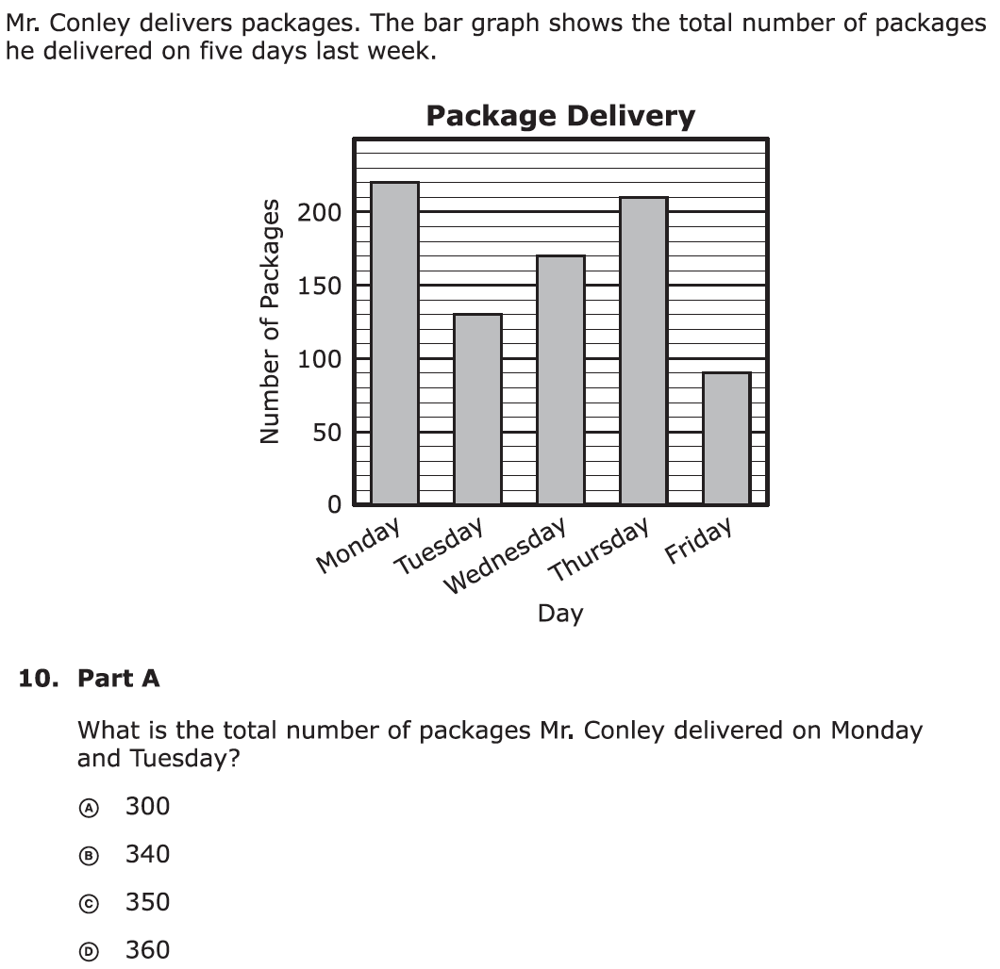 Mr. Conley delivers packages. The bar graph shows the total number of packages
he delivered on five days last week.
Package Delivery
Number of Packages
200
150
100
50
0
Monday
Tuesday
Wednesday
Thursday
Friday
Day
10. Part A
What is the total number of packages Mr. Conley delivered on Monday
and Tuesday?
A 300
B 340
C 350
D 360